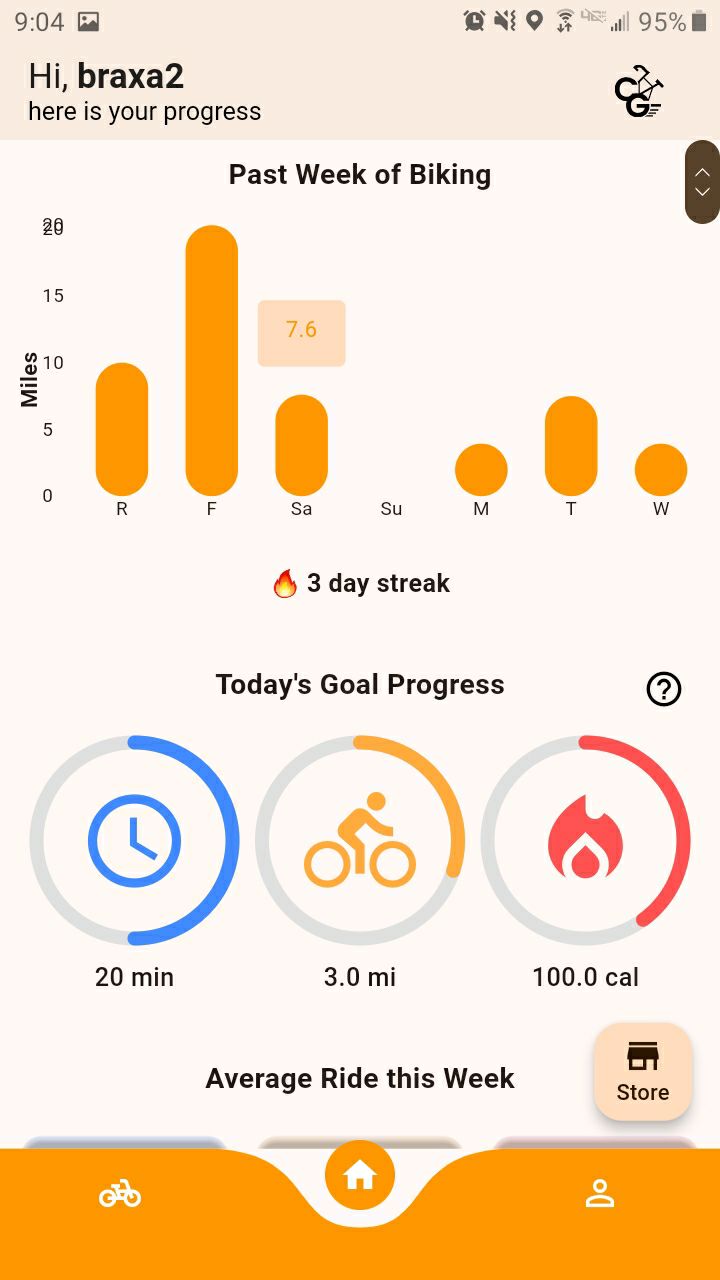 9:04
95%
Hi, braxa2
here is your progress
CG
Past Week of Biking
20
20
15
7.6
Miles
10
5
0
R F Sa Su M T W
🔥 3 day streak
Today's Goal Progress
?
20 min 3.0 mi 100.0 cal
Average Ride this Week
Store